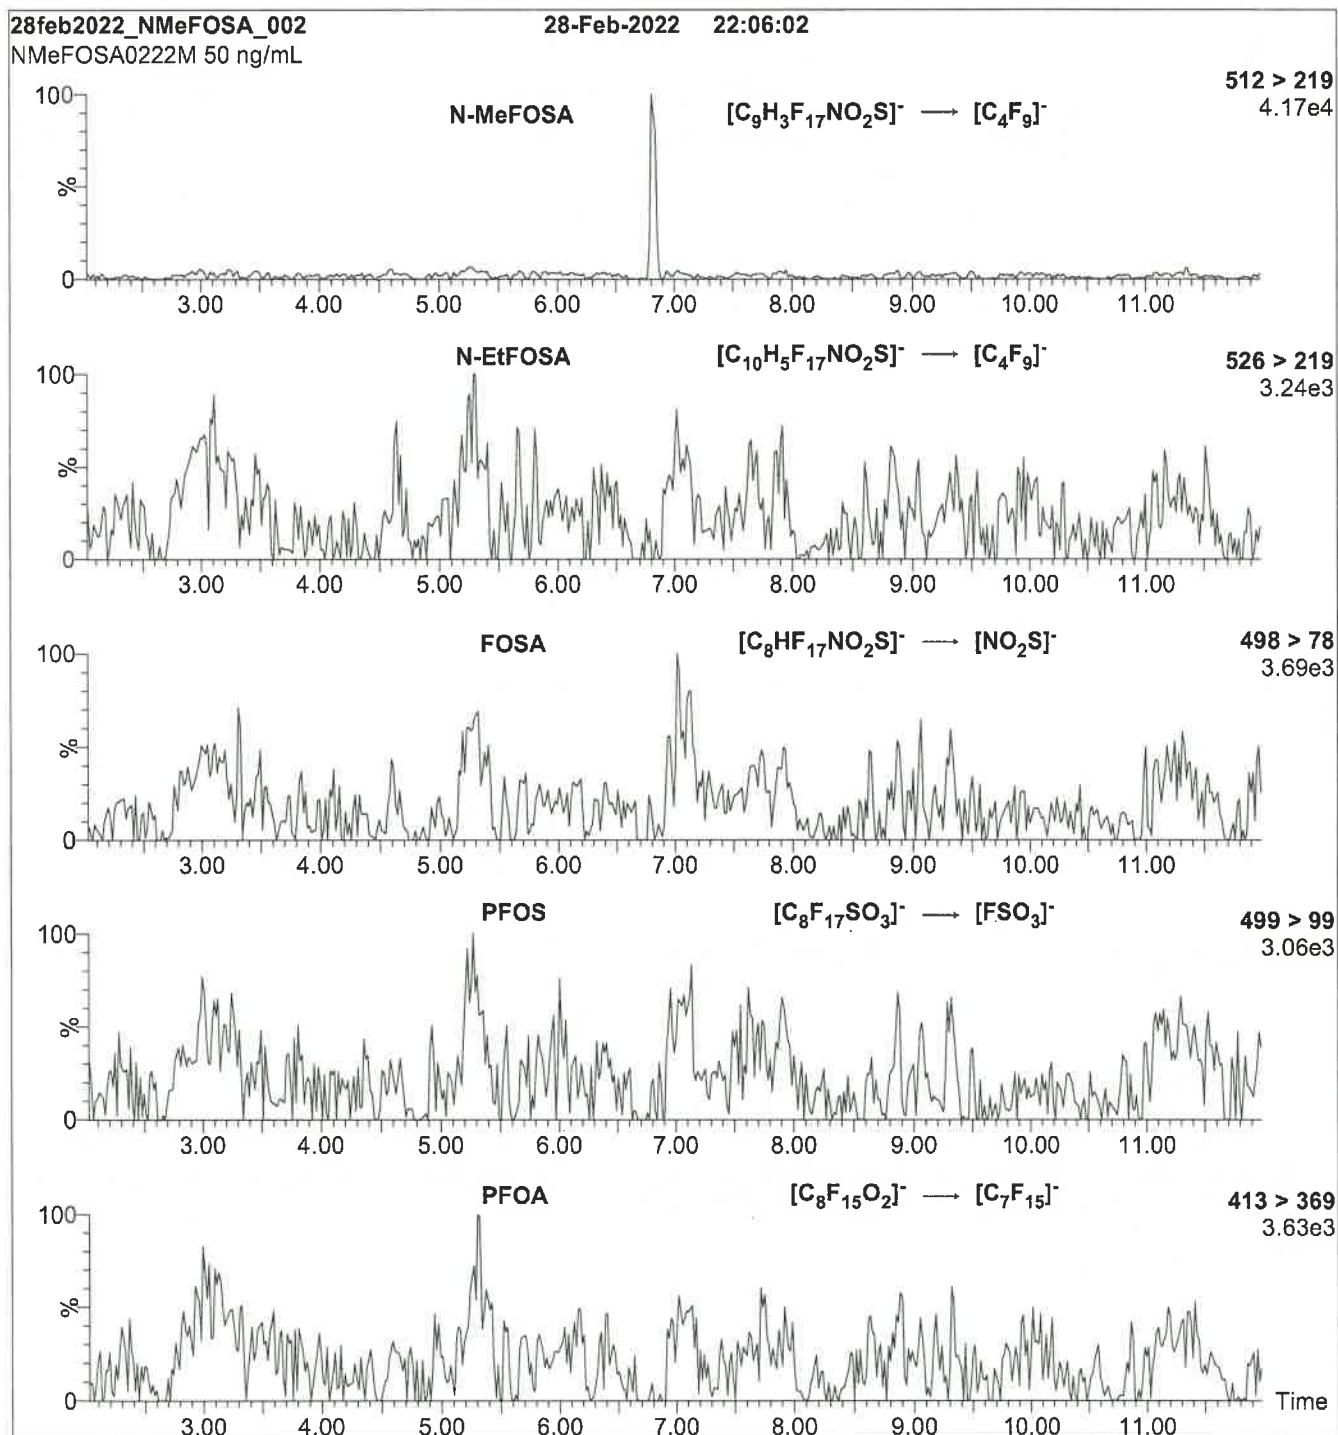 28feb2022_NMeFOSA_002 28-Feb-2022 22:06:02
NMeFOSA0222M 50 ng/mL
512 > 219
4.17e4
N-MeFOSA [C₉H₃F₁₇NO₂S]⁻ → [C₄F₉]⁻
100
%
0
3.00 4.00 5.00 6.00 7.00 8.00 9.00 10.00 11.00
N-EtFOSA [C₁₀H₅F₁₇NO₂S]⁻ → [C₄F₉]⁻ 526 > 219
3.24e3
100
%
0
3.00 4.00 5.00 6.00 7.00 8.00 9.00 10.00 11.00
FOSA [C₈HF₁₇NO₂S]⁻ → [NO₂S]⁻ 498 > 78
3.69e3
100
%
0
3.00 4.00 5.00 6.00 7.00 8.00 9.00 10.00 11.00
PFOS [C₈F₁₇SO₃]⁻ → [FSO₃]⁻ 499 > 99
3.06e3
100
%
0
3.00 4.00 5.00 6.00 7.00 8.00 9.00 10.00 11.00
PFOA [C₈F₁₅O₂]⁻ → [C₇F₁₅]⁻ 413 > 369
3.63e3
100
%
0
Time
3.00 4.00 5.00 6.00 7.00 8.00 9.00 10.00 11.00